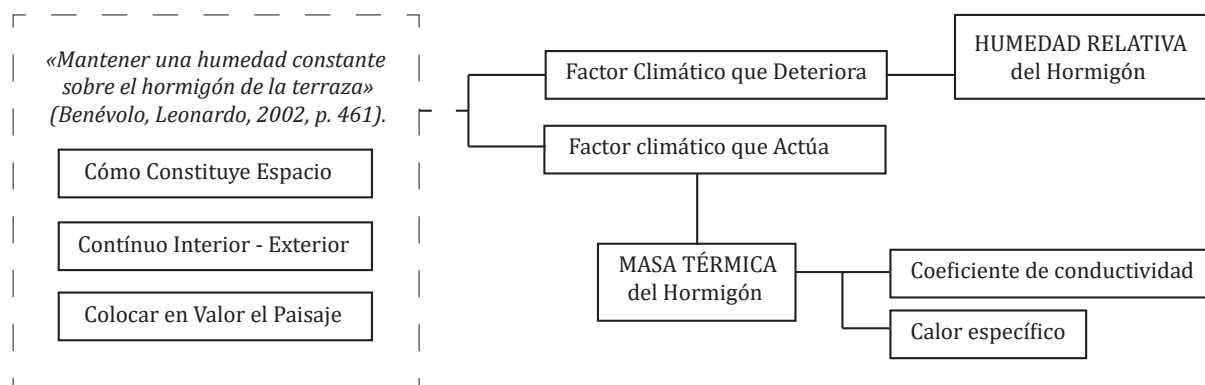 «Mantener una humedad constante
sobre el hormigón de la terraza»
(Benévolo, Leonardo, 2002, p. 461).
Cómo Constituye Espacio
Contínuo Interior - Exterior
Colocar en Valor el Paisaje
Factor Climático que Deteriora
HUMEDAD RELATIVA
del Hormigón
Factor climático que Actúa
MASA TÉRMICA
del Hormigón
Coeficiente de conductividad
Calor específico